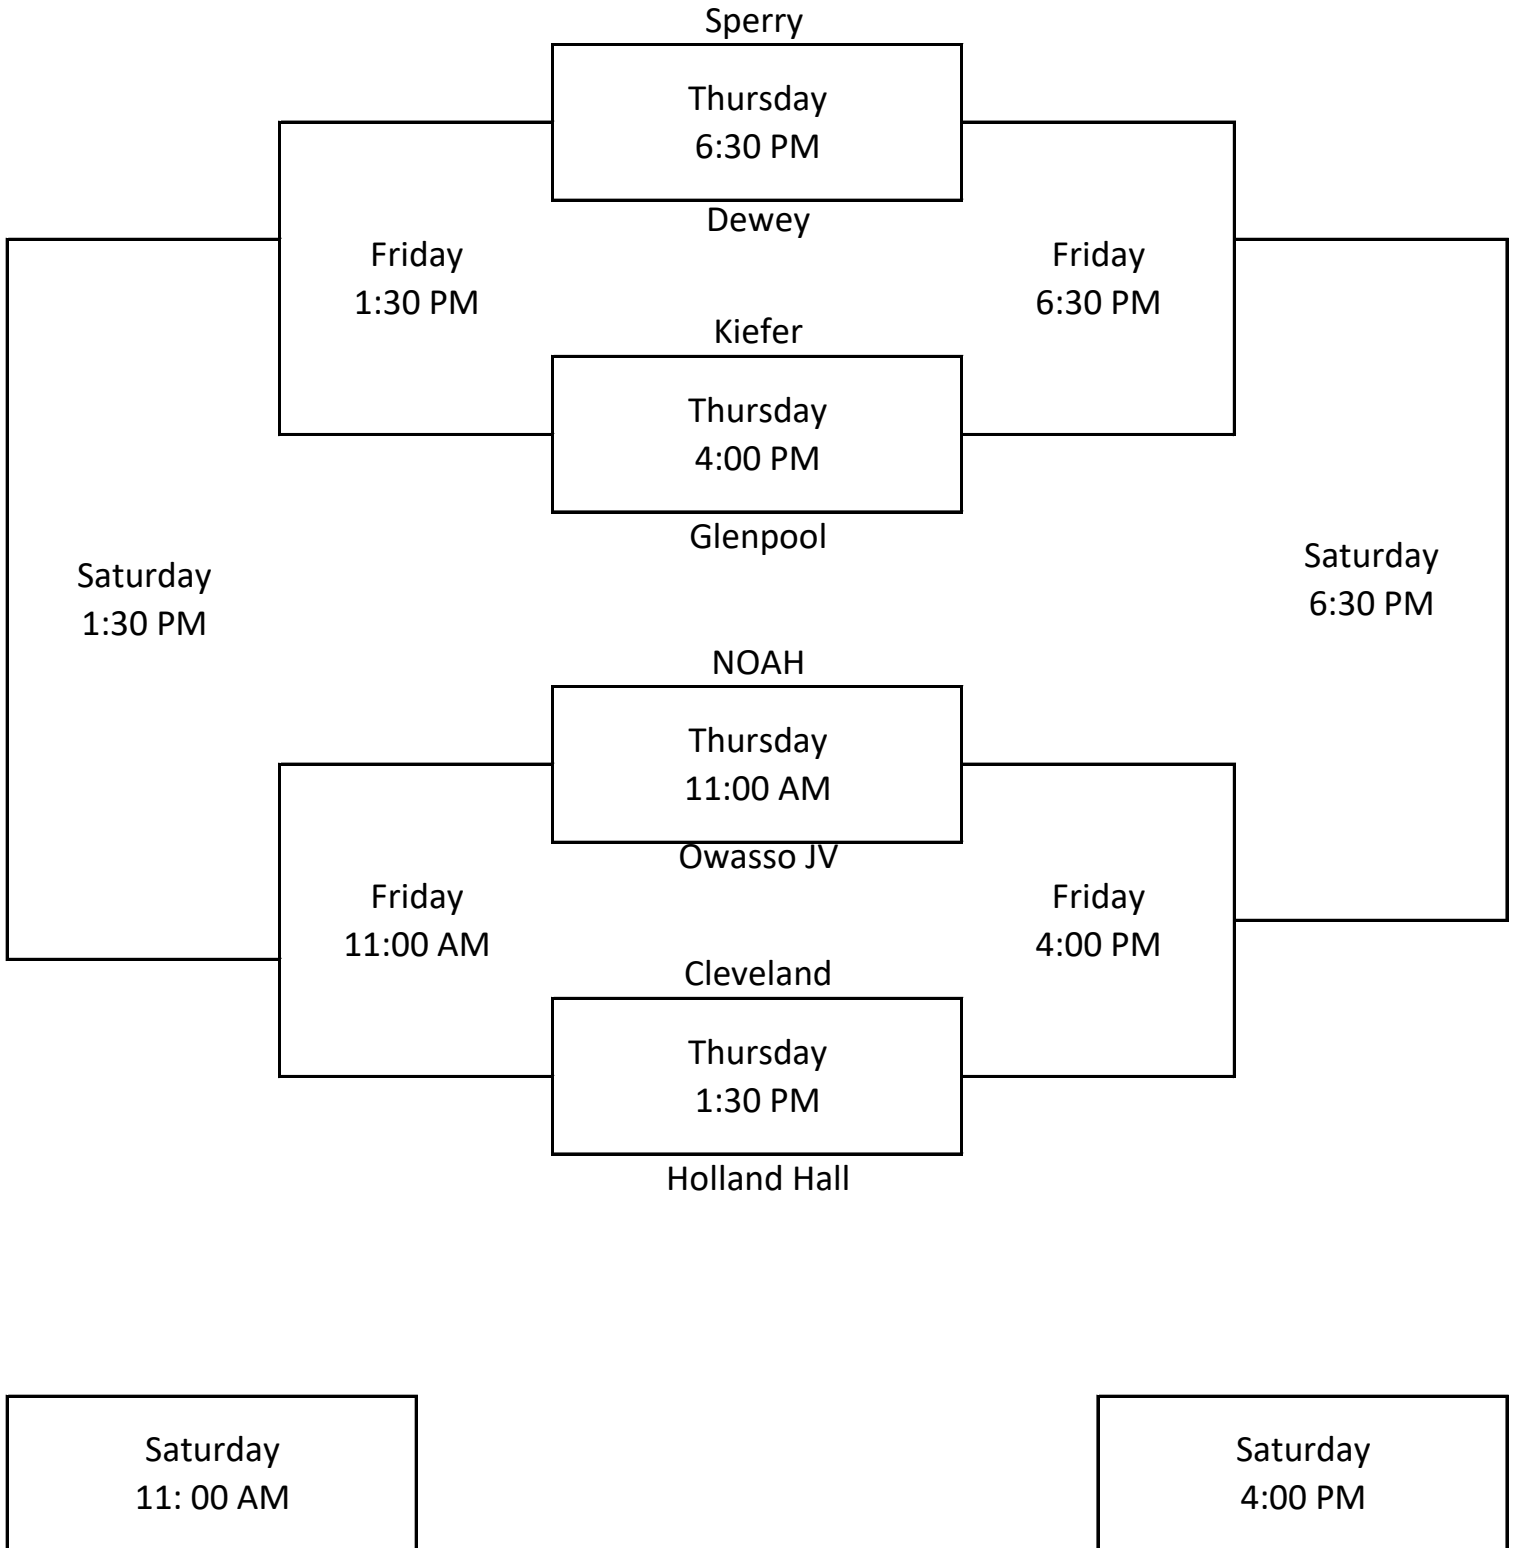 Sperry
Thursday
6:30 PM
Dewey
Friday
1:30 PM
Friday
6:30 PM
Kiefer
Thursday
4:00 PM
Glenpool
Saturday
1:30 PM
Saturday
6:30 PM
NOAH
Thursday
11:00 AM
Owasso JV
Friday
11:00 AM
Friday
4:00 PM
Cleveland
Thursday
1:30 PM
Holland Hall
Saturday
11: 00 AM
Saturday
4:00 PM